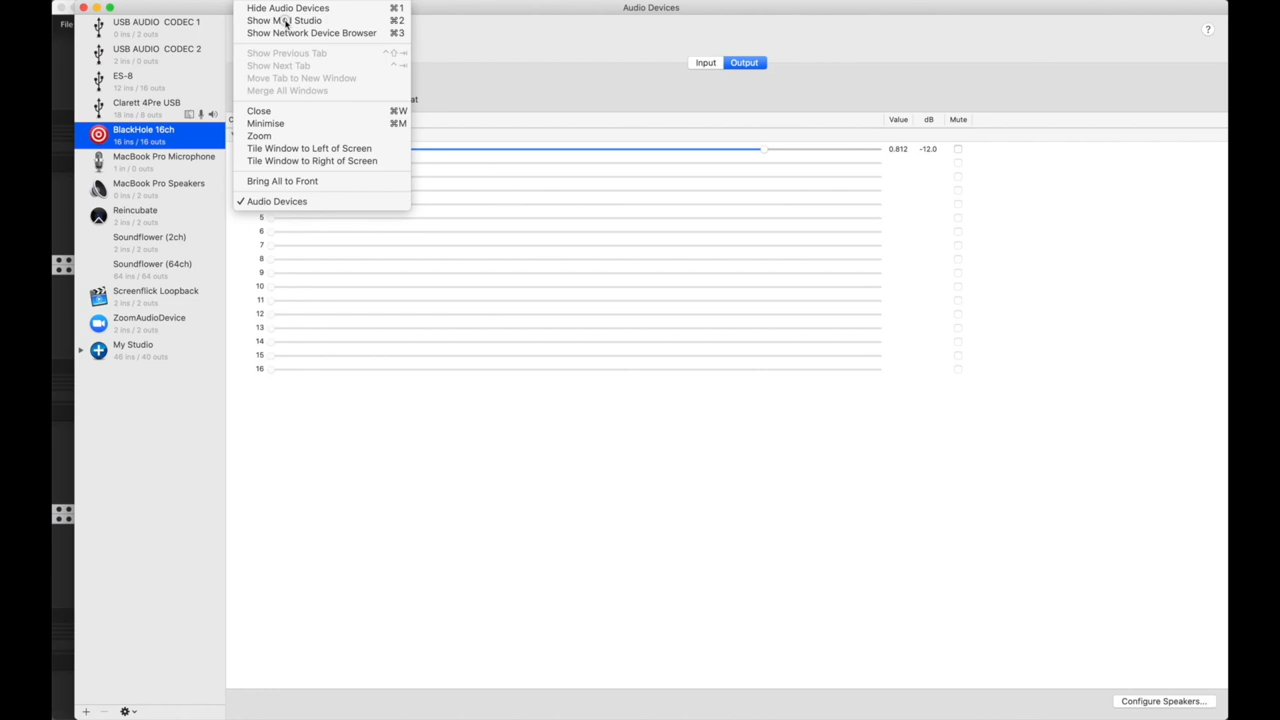 Audio Devices
File
USB AUDIO CODEC 1
0 ins / 2 outs
USB AUDIO CODEC 2
2 ins / 0 outs
ES-8
12 ins / 16 outs
Clarett 4Pre USB
18 ins / 8 outs
BlackHole 16ch
16 ins / 16 outs
MacBook Pro Microphone
1 in / 0 outs
MacBook Pro Speakers
0 ins / 2 outs
Reincubate
2 ins / 2 outs
Soundflower (2ch)
2 ins / 2 outs
Soundflower (64ch)
64 ins / 64 outs
Screenflick Loopback
2 ins / 2 outs
ZoomAudioDevice
2 ins / 2 outs
My Studio
46 ins / 40 outs
Hide Audio Devices ⌘1
Show Studio ⌘2
Show Network Device Browser ⌘3
Show Previous Tab ⌃⇧⇥
Show Next Tab ⌃⇥
Move Tab to New Window
Merge All Windows
Close ⌘W
Minimise ⌘M
Zoom
Tile Window to Left of Screen
Tile Window to Right of Screen
Bring All to Front
✓ Audio Devices
?
Input Output
Value dB Mute
0.812 -12.0
5
6
7
8
9
10
11
12
13
14
15
16
Configure Speakers...